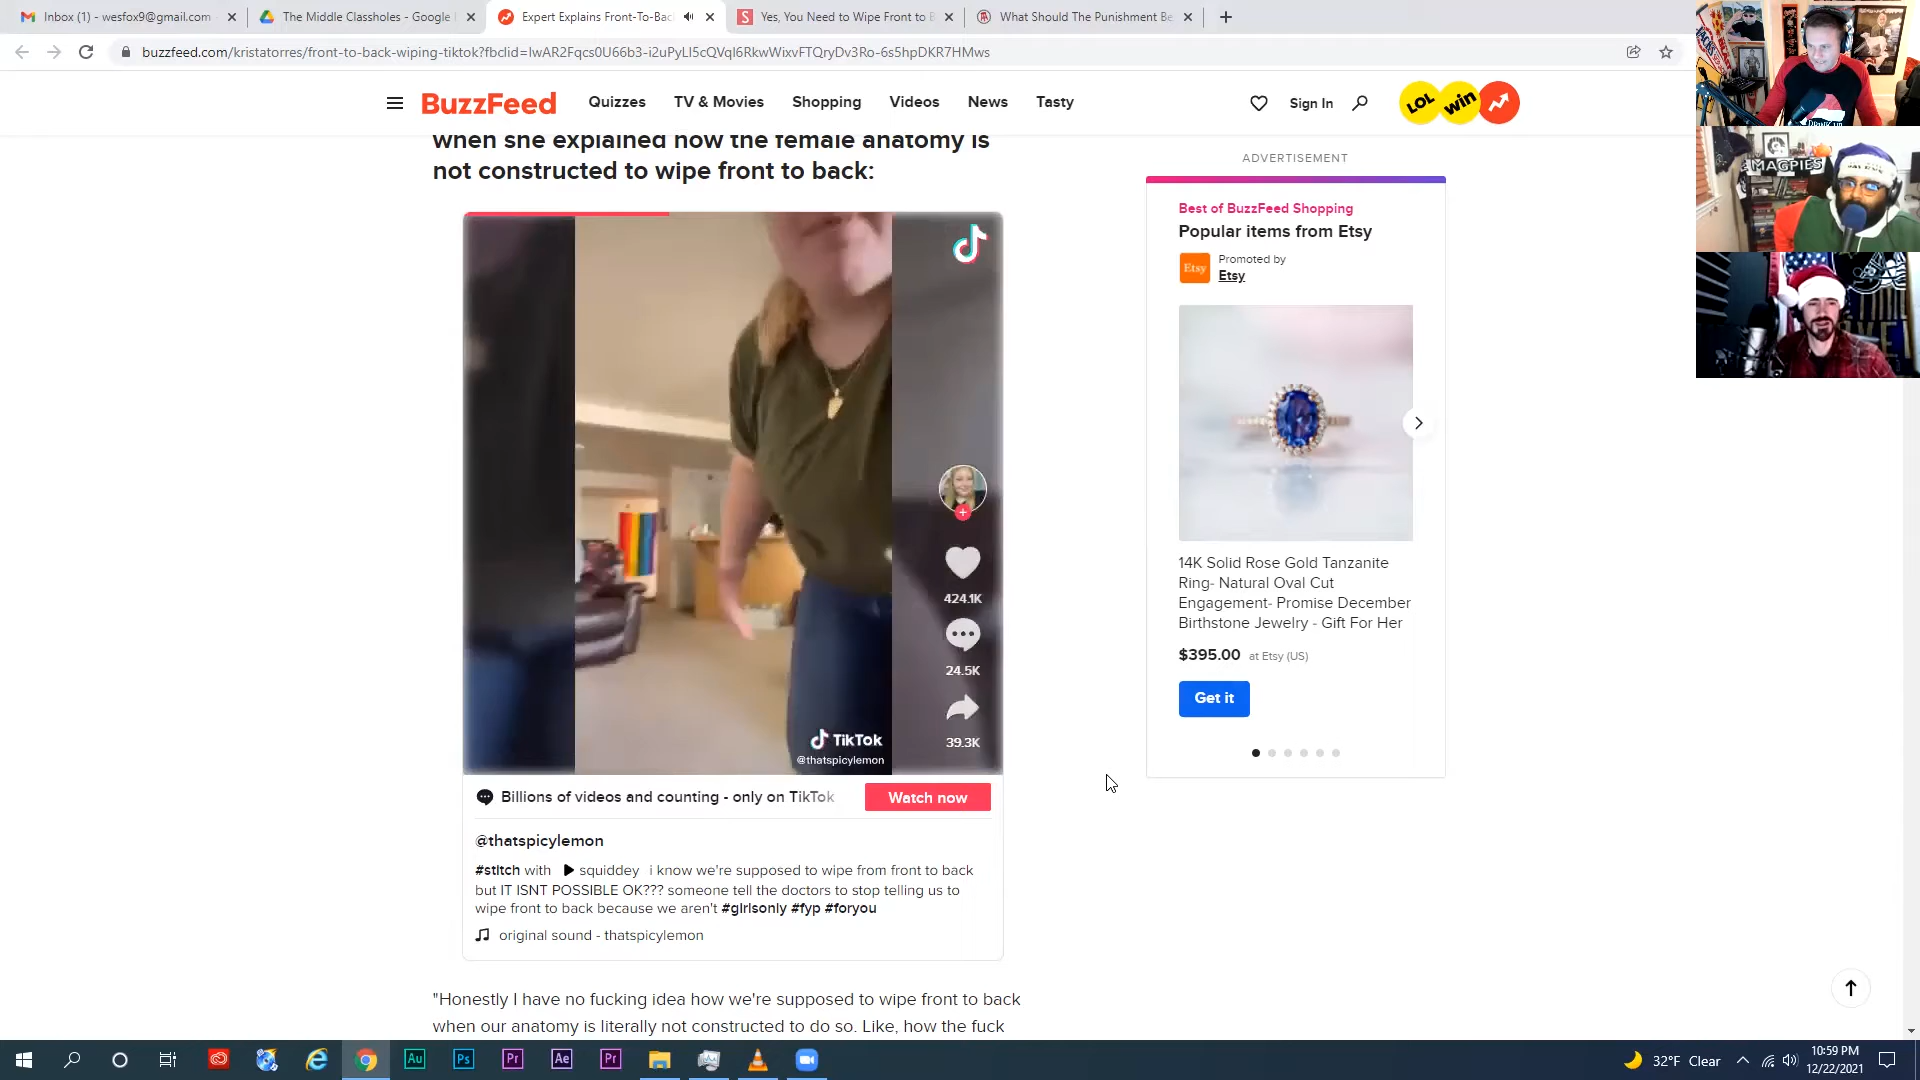 Inbox (1) - wesfox9@gmail.com
The Middle Classholes - Google
Expert Explains Front-To-Bac
Yes, You Need to Wipe Front to B
What Should The Punishment Be
buzzfeed.com/kristatorres/front-to-back-wiping-tiktok?fbclid=IwAR2Fqcs0U66b3-i2uPyLI5cQVqI6RkwWixvFTQryDv3Ro-6s5hpDKR7HMws
BuzzFeed
Quizzes
TV & Movies
Shopping
Videos
News
Tasty
Sign In
LOL
win
when she explained how the female anatomy is
not constructed to wipe front to back:
424.1K
24.5K
39.3K
TikTok
@thatspicylemon
Billions of videos and counting - only on TikTok
Watch now
@thatspicylemon
#stitch with squiddey i know we're supposed to wipe from front to back
but IT ISNT POSSIBLE OK??? someone tell the doctors to stop telling us to
wipe front to back because we aren't #girlsonly #fyp #foryou
original sound - thatspicylemon
"Honestly I have no fucking idea how we're supposed to wipe front to back
when our anatomy is literally not constructed to do so. Like, how the fuck
ADVERTISEMENT
Best of BuzzFeed Shopping
Popular items from Etsy
Etsy
Promoted by
Etsy
14K Solid Rose Gold Tanzanite
Ring- Natural Oval Cut
Engagement- Promise December
Birthstone Jewelry - Gift For Her
$395.00 at Etsy (US)
Get it
MAGPIES
Au
Ps
Pr
Ae
Pr
32°F Clear
10:59 PM
12/22/2021